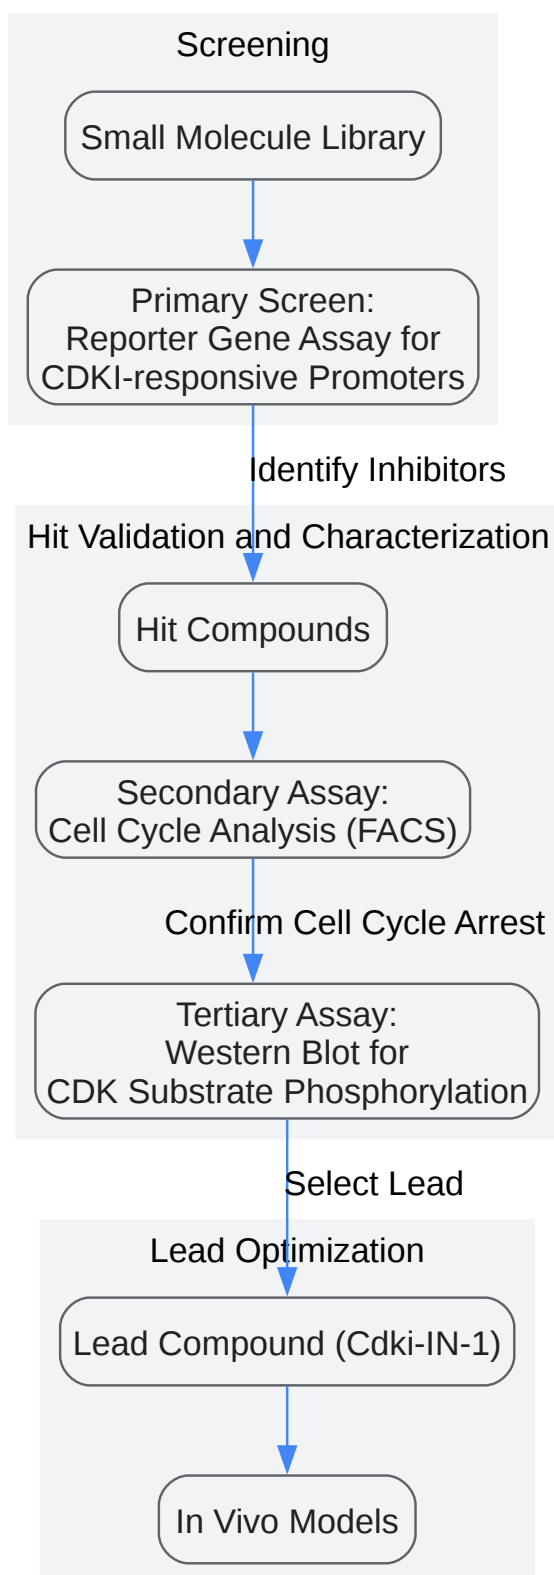 Screening
Small Molecule Library
Primary Screen:
Reporter Gene Assay for
CDKI-responsive Promoters
Identify Inhibitors
Hit Validation and Characterization
Hit Compounds
Secondary Assay:
Cell Cycle Analysis (FACS)
Confirm Cell Cycle Arrest
Tertiary Assay:
Western Blot for
CDK Substrate Phosphorylation
Select Lead
Lead Optimization
Lead Compound (Cdki-IN-1)
In Vivo Models